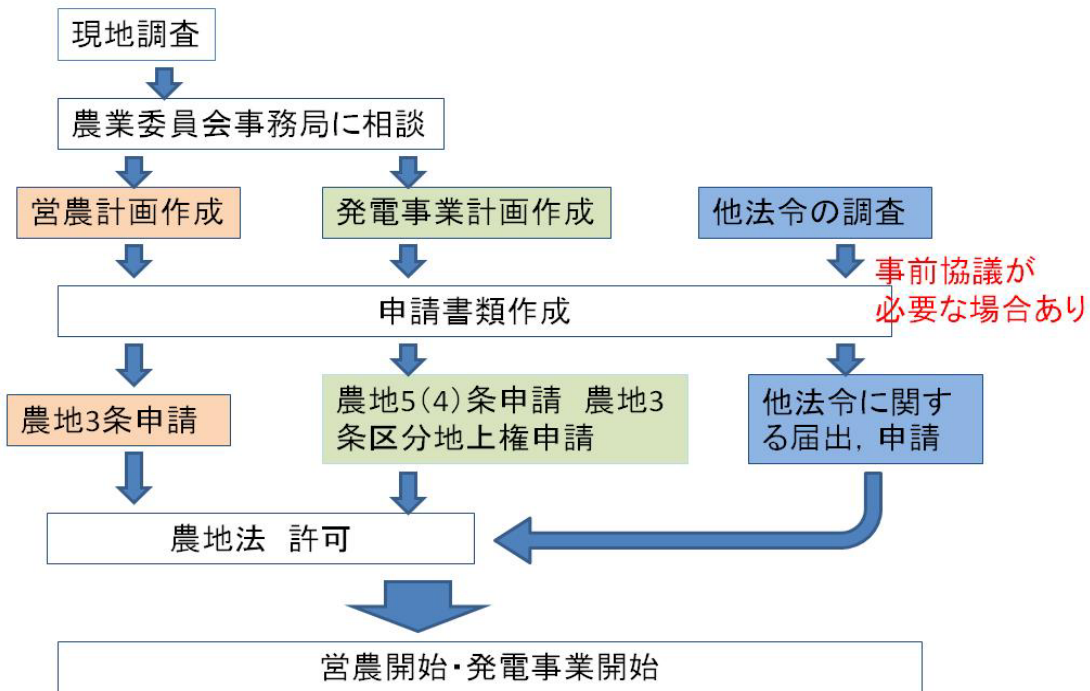 現地調査
農業委員会事務局に相談
営農計画作成
発電事業計画作成
他法令の調査
事前協議が
必要な場合あり
申請書類作成
農地3条申請
農地5(4)条申請 農地3
条区分地上権申請
他法令に関す
る届出，申請
農地法 許可
営農開始・発電事業開始